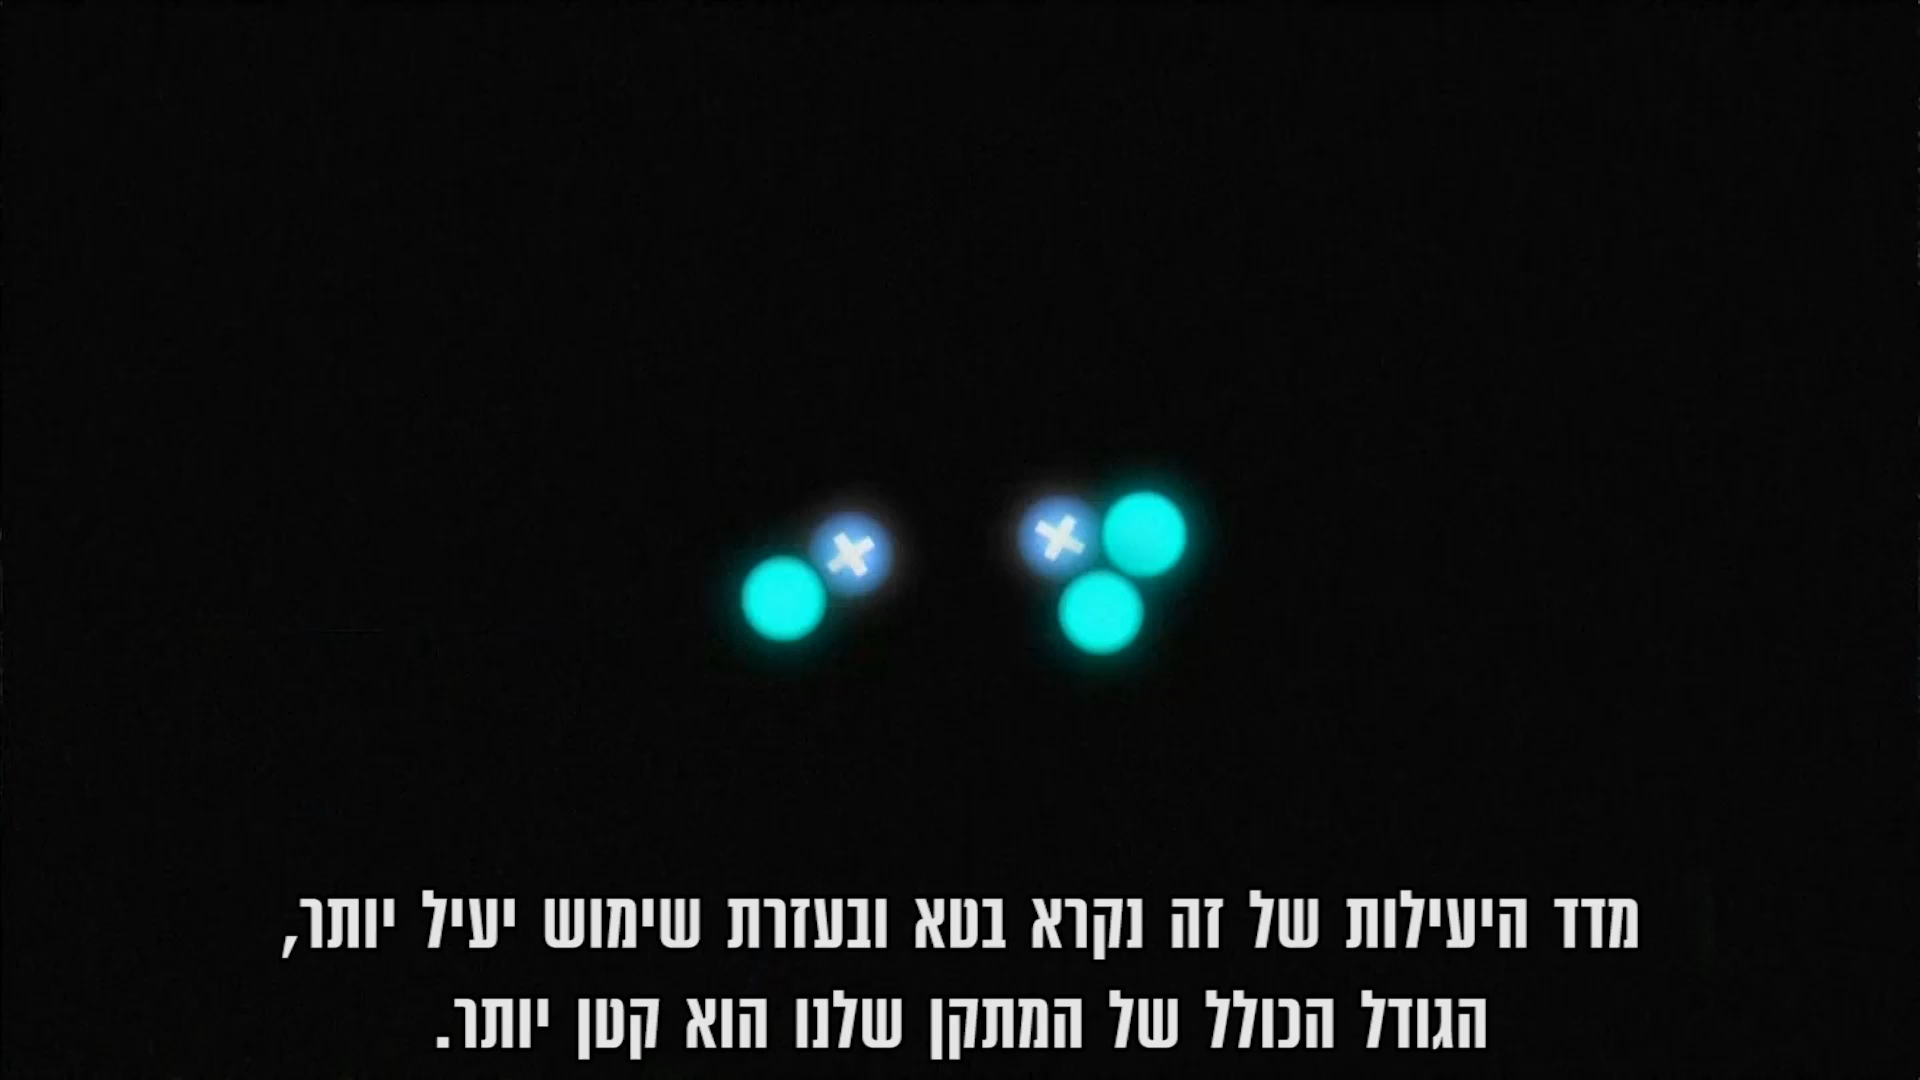 מדד היעילות של זה נקרא בטא ובעזרת שימוש יעיל יותר,
הגודל הכולל של המתקן שלנו הוא קטן יותר.